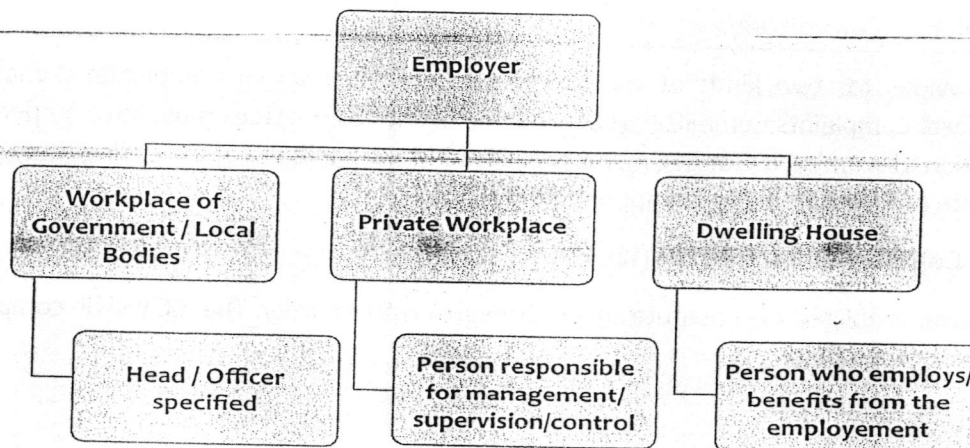 Employer
Workplace of
Government / Local
Bodies
Private Workplace
Dwelling House
Head / Officer
specified
Person responsible
for management/
supervision/control
Person who employs/
benefits from the
employement